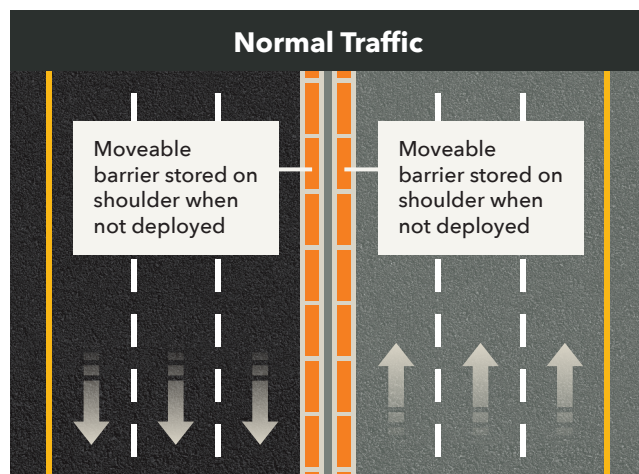 Normal Traffic
Moveable
barrier stored on
shoulder when
not deployed
Moveable
barrier stored on
shoulder when
not deployed